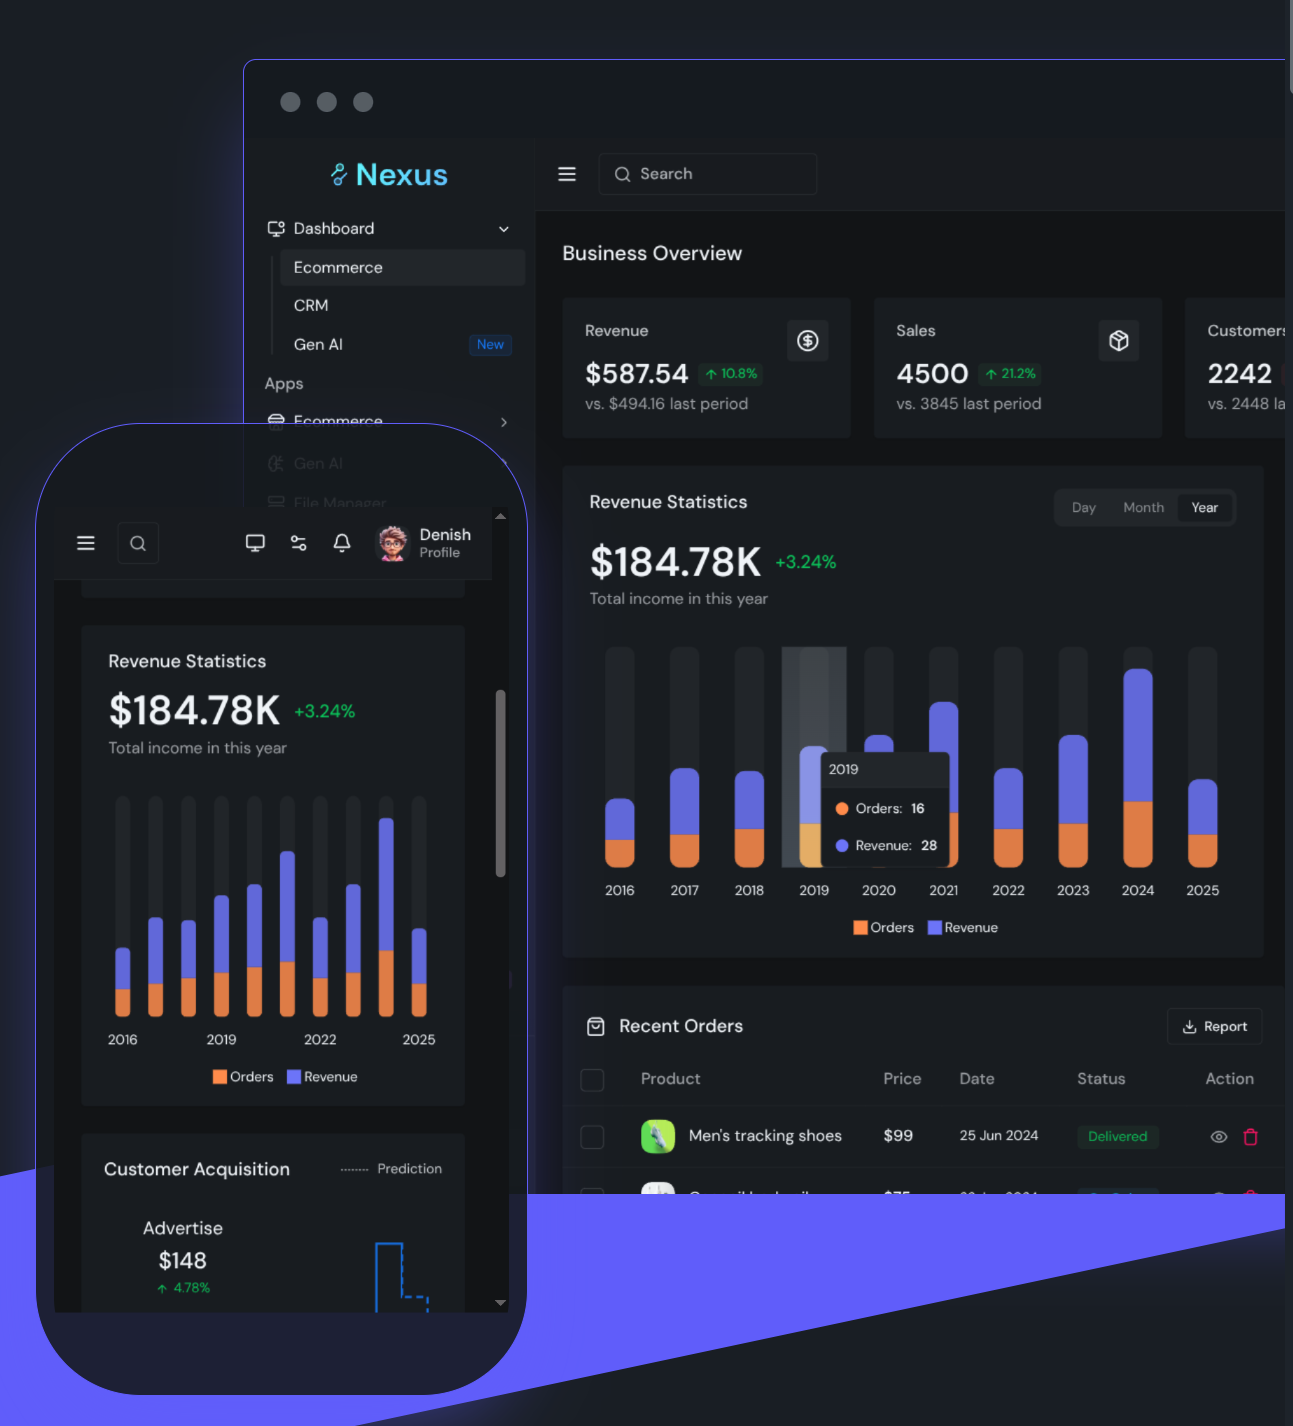 Nexus
Search
Dashboard
Ecommerce
CRM
Gen AI New
Apps
Ecommerce
Gen AI
File Manager
Business Overview
Revenue
$587.54 10.8%
vs. $494.16 last period
Sales
4500 21.2%
vs. 3845 last period
Customers
2242
vs. 2448 la
Revenue Statistics
Day Month Year
$184.78K +3.24%
Total income in this year
2019
Orders: 16
Revenue: 28
2016 2017 2018 2019 2020 2021 2022 2023 2024 2025
Orders Revenue
Recent Orders
Report
Product Price Date Status Action
Men's tracking shoes $99 25 Jun 2024 Delivered
Denish
Profile
Revenue Statistics
$184.78K +3.24%
Total income in this year
2016 2019 2022 2025
Orders Revenue
Customer Acquisition
Prediction
Advertise
$148
4.78%